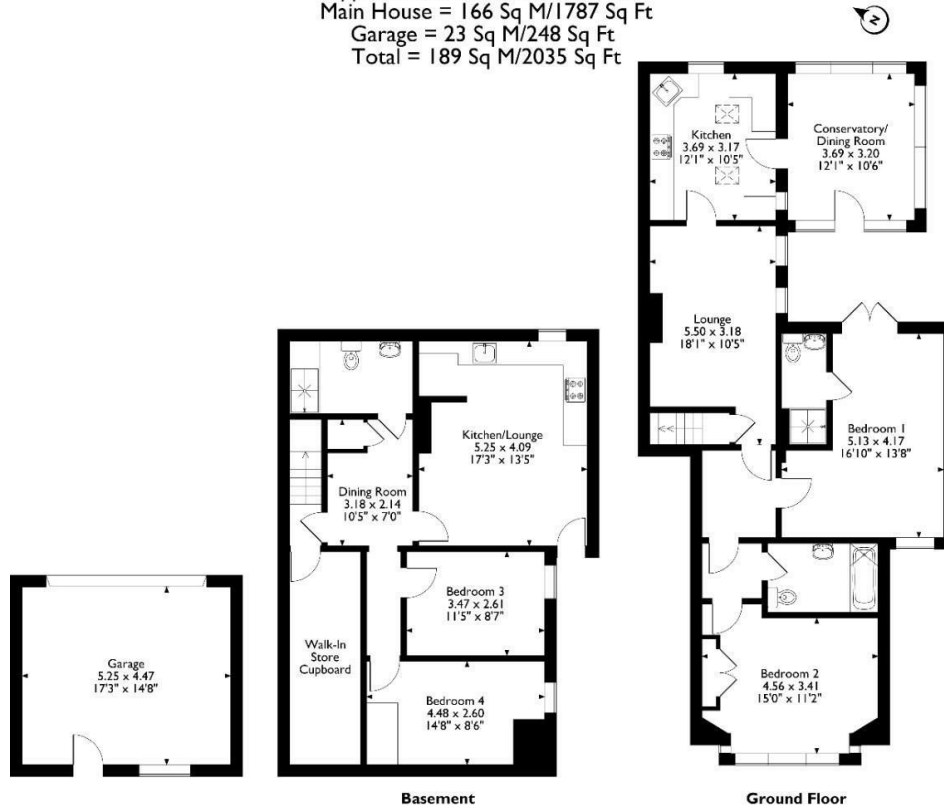 Main House = 166 Sq M/1787 Sq Ft
Garage = 23 Sq M/248 Sq Ft
Total = 189 Sq M/2035 Sq Ft
N
Kitchen
3.69 x 3.17
12'1" x 10'5"
Conservatory/
Dining Room
3.69 x 3.20
12'1" x 10'6"
Lounge
5.50 x 3.18
18'1" x 10'5"
Bedroom 1
5.13 x 4.17
16'10" x 13'8"
Bedroom 2
4.56 x 3.41
15'0" x 11'2"
Ground Floor
Kitchen/Lounge
5.25 x 4.09
17'3" x 13'5"
Dining Room
3.18 x 2.14
10'5" x 7'0"
Bedroom 3
3.47 x 2.61
11'5" x 8'7"
Walk-In
Store
Cupboard
Bedroom 4
4.48 x 2.60
14'8" x 8'6"
Basement
Garage
5.25 x 4.47
17'3" x 14'8"